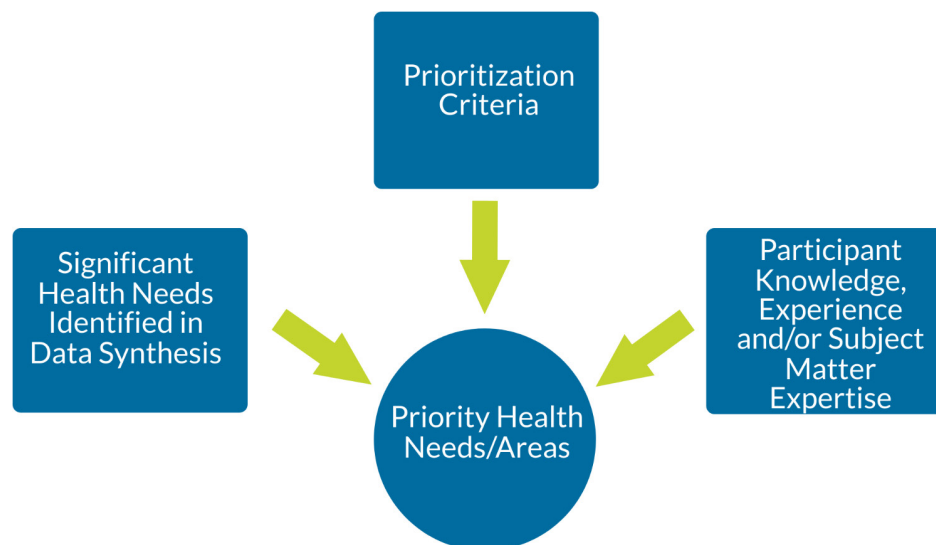 Prioritization
Criteria
Significant
Health Needs
Identified in
Data Synthesis
Participant
Knowledge,
Experience
and/or Subject
Matter
Expertise
Priority Health
Needs/Areas